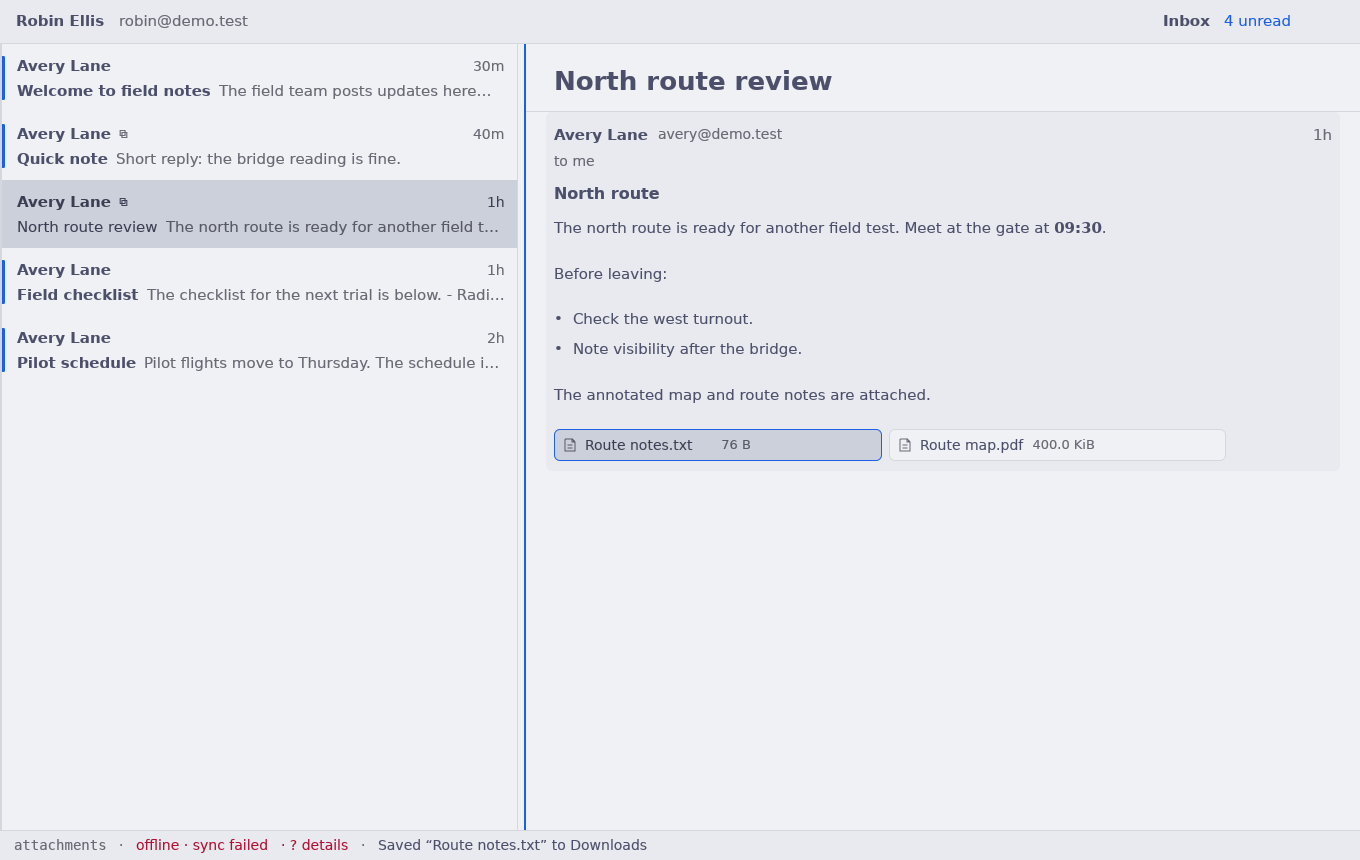 Robin Ellis robin@demo.test Inbox 4 unread
Avery Lane 30m
Welcome to field notes The field team posts updates here…
Avery Lane 40m
Quick note Short reply: the bridge reading is fine.
Avery Lane 1h
North route review The north route is ready for another field t…
Avery Lane 1h
Field checklist The checklist for the next trial is below. - Radi…
Avery Lane 2h
Pilot schedule Pilot flights move to Thursday. The schedule i…
North route review
Avery Lane avery@demo.test 1h
to me
North route
The north route is ready for another field test. Meet at the gate at 09:30.
Before leaving:
• Check the west turnout.
• Note visibility after the bridge.
The annotated map and route notes are attached.
Route notes.txt 76 B Route map.pdf 400.0 KiB
attachments · offline · sync failed · ? details · Saved “Route notes.txt” to Downloads